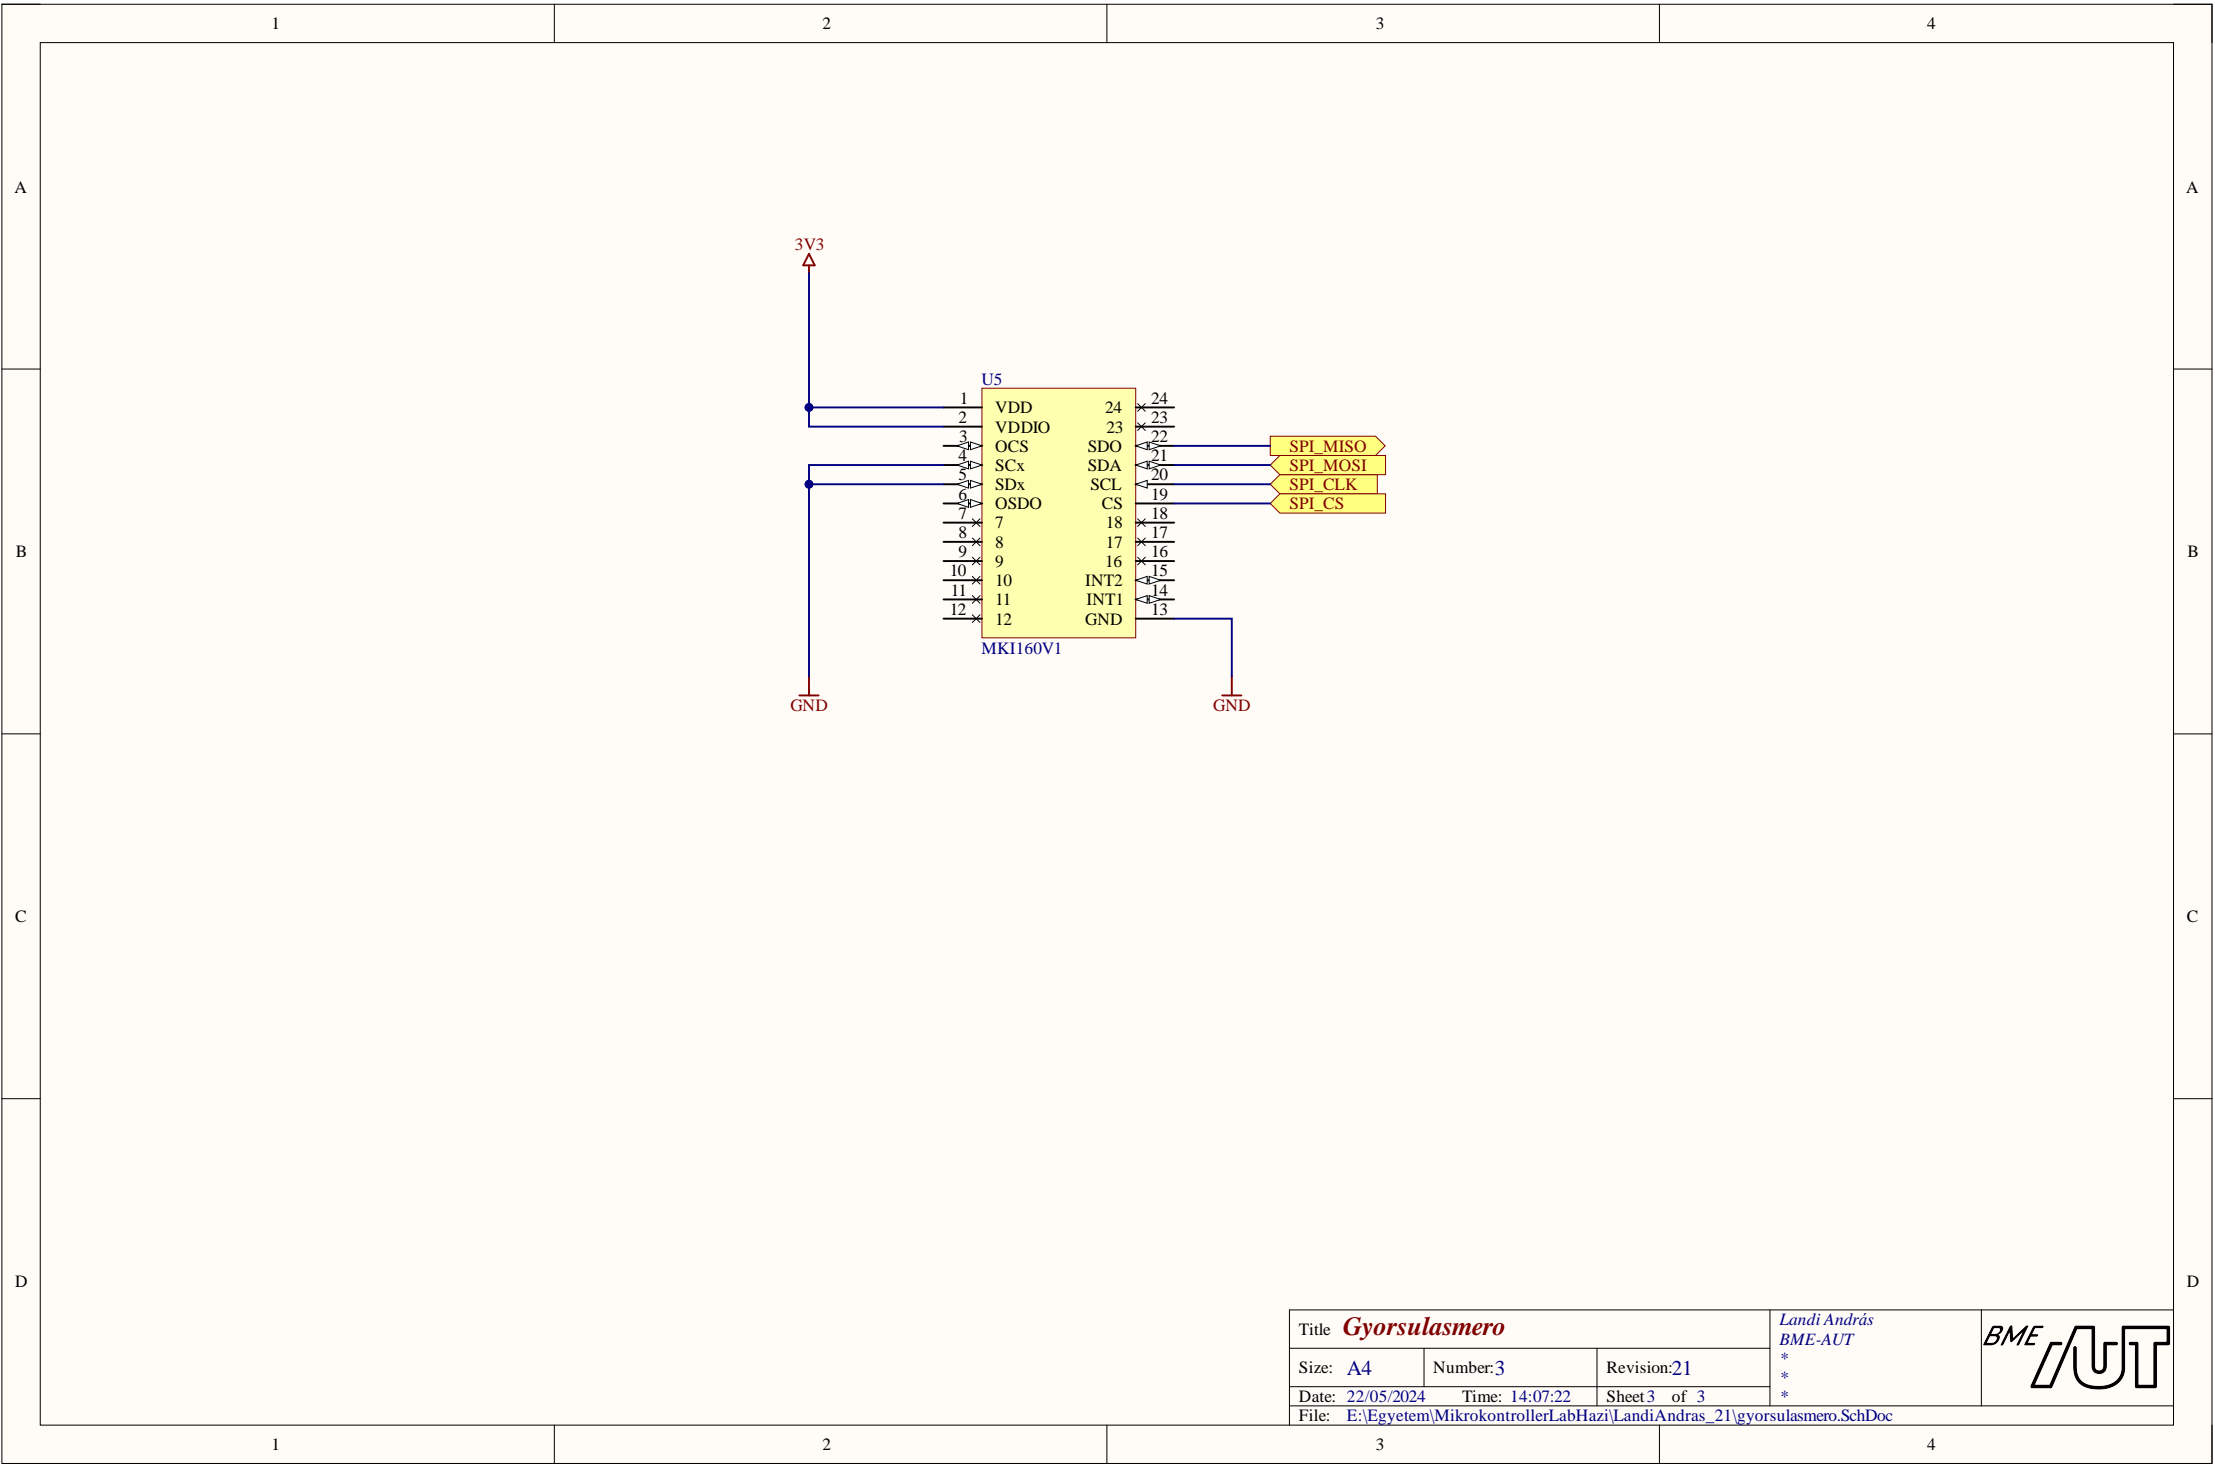 1 2 3 4
A A
3V3
U5
1 VDD 24 24
2 VDDIO 23 23
3 OCS SDO 22 SPI_MISO
4 SCx SDA 21 SPI_MOSI
5 SDx SCL 20 SPI_CLK
6 OSDO CS 19 SPI_CS
7 7 18 18
8 8 17 17
B B
9 9 16 16
10 10 INT2 15
11 11 INT1 14
12 12 GND 13
MKI160V1
GND GND
C C
D D
Title Gyorsulasmero
Size: A4 Number:3 Revision:21
Date: 22/05/2024 Time: 14:07:22 Sheet 3 of 3
File: E:\Egyetem\MikrokontrollerLabHazi\LandiAndras_21\gyorsulasmero.SchDoc
Landi András
BME-AUT
*
*
*
BME AUT
1 2 3 4